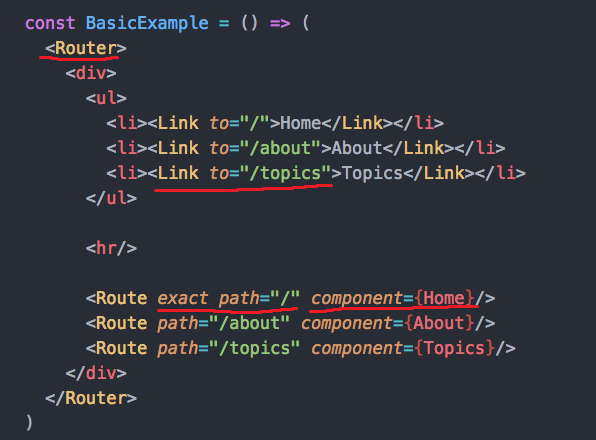 const BasicExample = () => (
<Router>
<div>
<ul>
<li><Link to="/">Home</Link></li>
<li><Link to="/about">About</Link></li>
<li><Link to="/topics">Topics</Link></li>
</ul>
<hr/>
<Route exact path="/" component={Home}/>
<Route path="/about" component={About}/>
<Route path="/topics" component={Topics}/>
</div>
</Router>
)